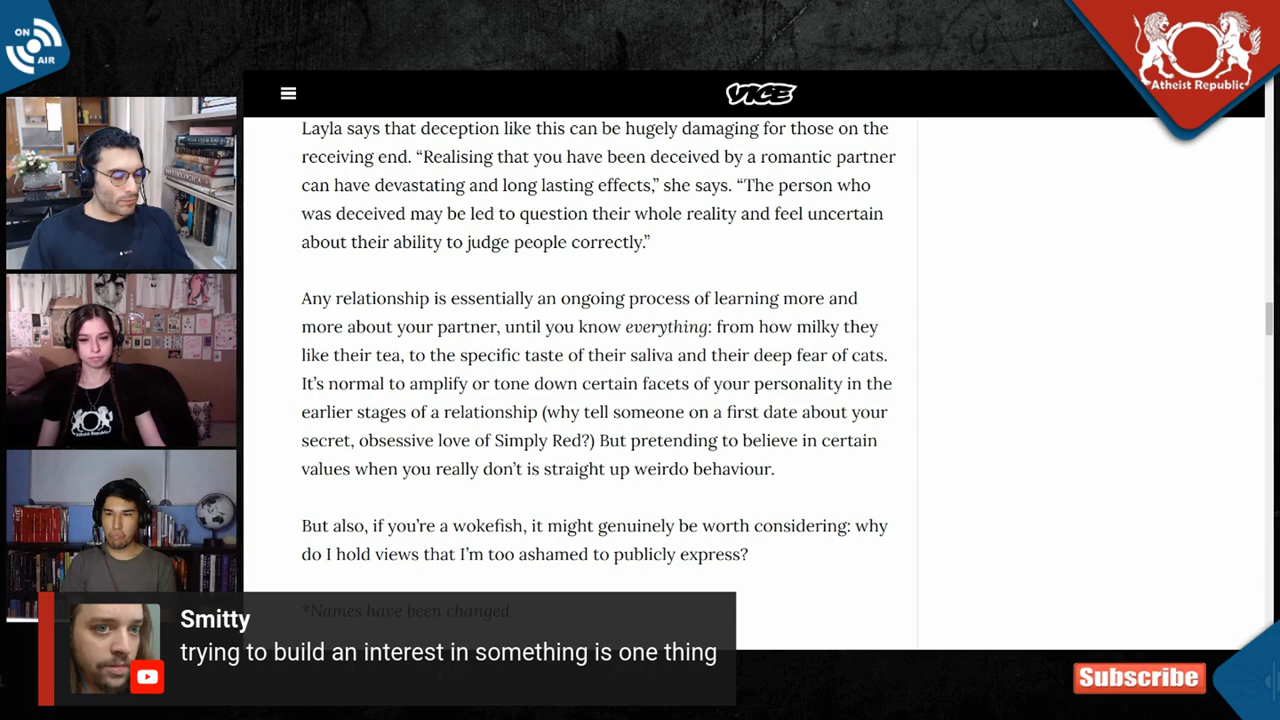 ON
AIR
VICE
Atheist Republic
Layla says that deception like this can be hugely damaging for those on the
receiving end. “Realising that you have been deceived by a romantic partner
can have devastating and long lasting effects,” she says. “The person who
was deceived may be led to question their whole reality and feel uncertain
about their ability to judge people correctly.”
Any relationship is essentially an ongoing process of learning more and
more about your partner, until you know everything: from how milky they
like their tea, to the specific taste of their saliva and their deep fear of cats.
It’s normal to amplify or tone down certain facets of your personality in the
earlier stages of a relationship (why tell someone on a first date about your
secret, obsessive love of Simply Red?) But pretending to believe in certain
values when you really don’t is straight up weirdo behaviour.
But also, if you’re a wokefish, it might genuinely be worth considering: why
do I hold views that I’m too ashamed to publicly express?
*Names have been changed
Smitty
trying to build an interest in something is one thing
Subscribe